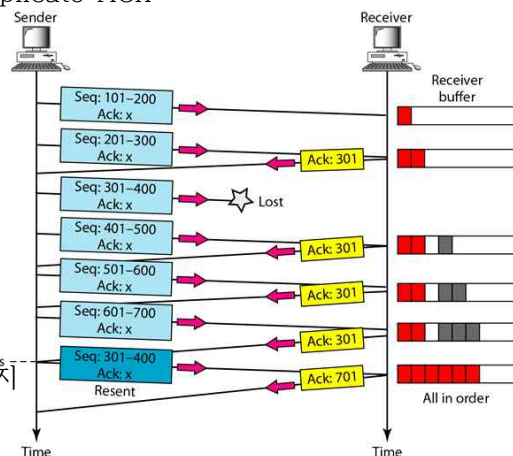 Sender
Receiver
Receiver
buffer
Seq: 101–200
Ack: x
Seq: 201–300
Ack: x
Ack: 301
Seq: 301–400
Ack: x
Lost
Seq: 401–500
Ack: x
Ack: 301
Seq: 501–600
Ack: x
Ack: 301
Seq: 601–700
Ack: x
Ack: 301
Seq: 301–400
Ack: x
Resent
Ack: 701
All in order
Time
Time